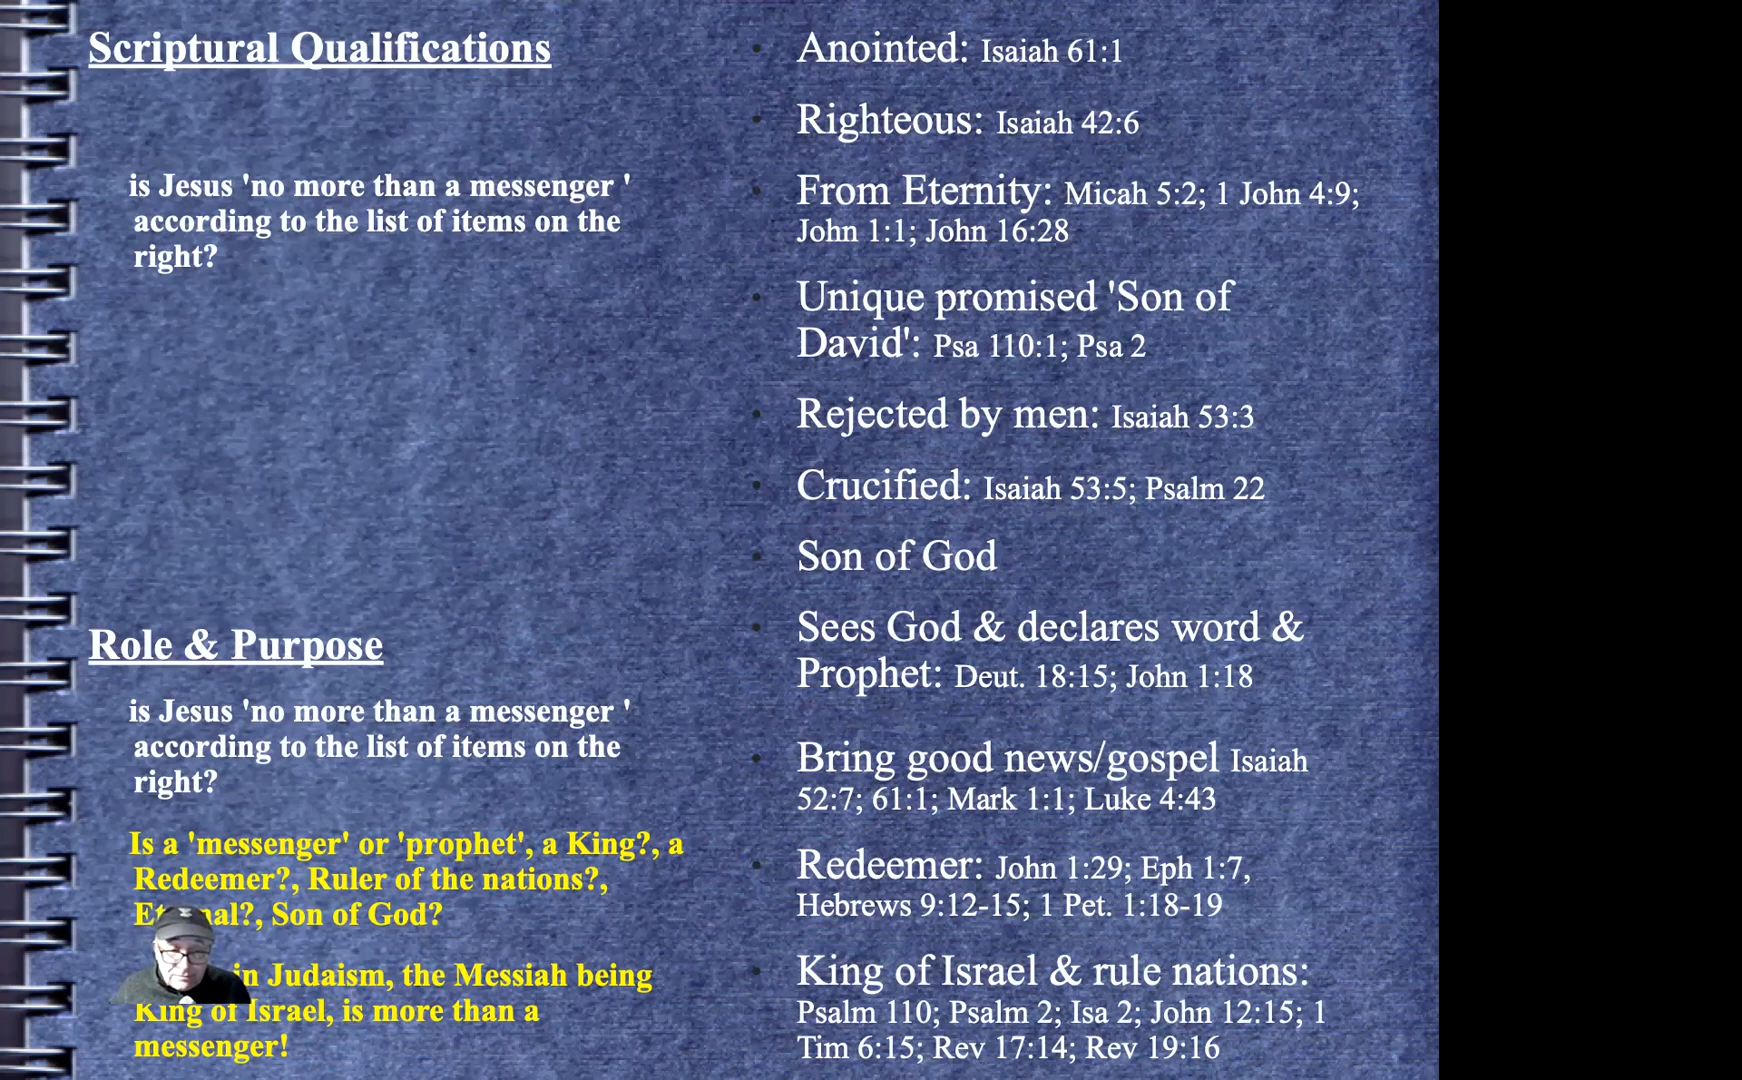 Scriptural Qualifications
is Jesus 'no more than a messenger '
according to the list of items on the
right?
Role & Purpose
is Jesus 'no more than a messenger '
according to the list of items on the
right?
Is a 'messenger' or 'prophet', a King?, a
Redeemer?, Ruler of the nations?,
Son of God?
in Judaism, the Messiah being
King of Israel, is more than a
messenger!
• Anointed: Isaiah 61:1
• Righteous: Isaiah 42:6
• From Eternity: Micah 5:2; 1 John 4:9;
John 1:1; John 16:28
• Unique promised 'Son of
David': Psa 110:1; Psa 2
• Rejected by men: Isaiah 53:3
• Crucified: Isaiah 53:5; Psalm 22
• Son of God
• Sees God & declares word &
Prophet: Deut. 18:15; John 1:18
• Bring good news/gospel Isaiah
52:7; 61:1; Mark 1:1; Luke 4:43
• Redeemer: John 1:29; Eph 1:7,
Hebrews 9:12-15; 1 Pet. 1:18-19
• King of Israel & rule nations:
Psalm 110; Psalm 2; Isa 2; John 12:15; 1
Tim 6:15; Rev 17:14; Rev 19:16